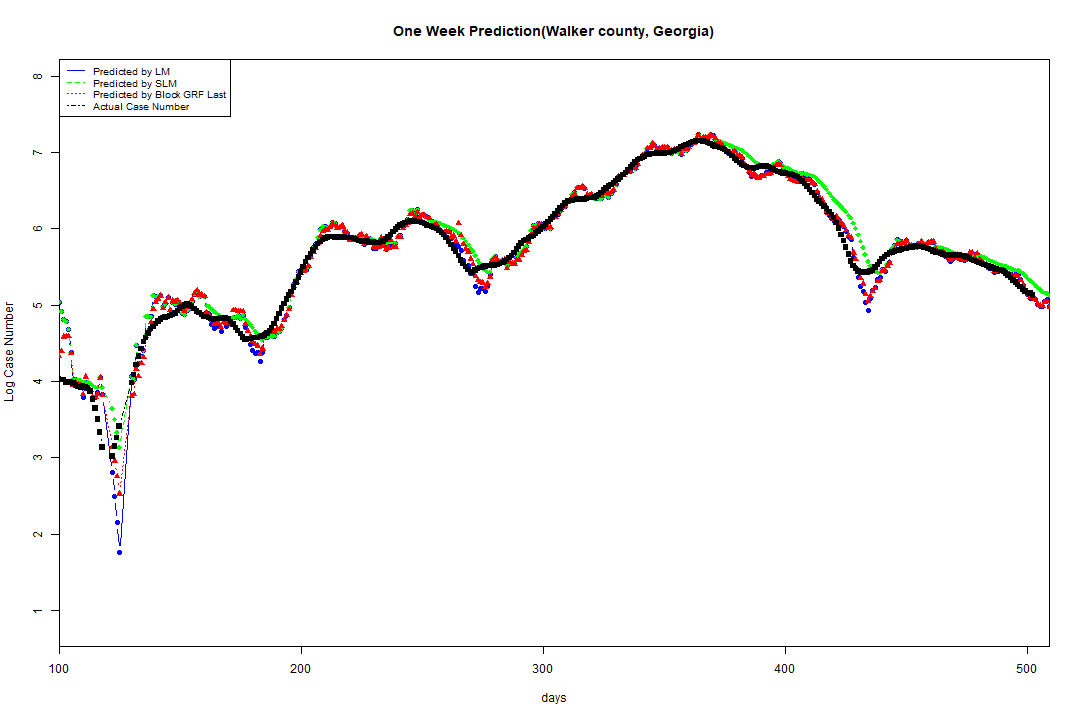 One Week Prediction(Walker county, Georgia)
Predicted by LM
Predicted by SLM
Predicted by Block GRF Last
Actual Case Number
8
7
6
5
4
3
2
1
Log Case Number
100 200 300 400 500
days